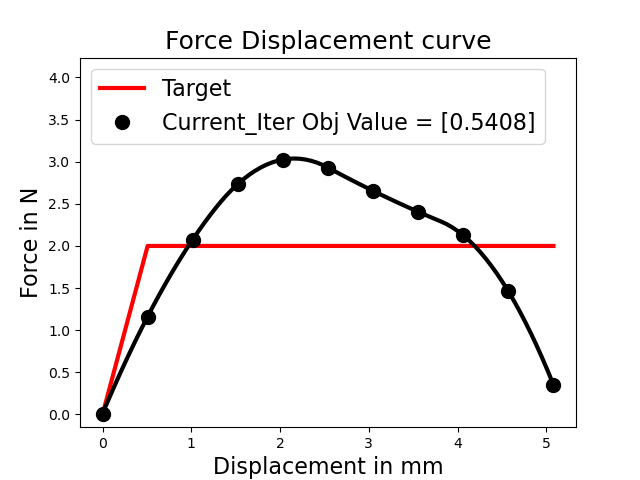 Force Displacement curve
Target
Current_Iter Obj Value = [0.5408]
Force in N
4.0
3.5
3.0
2.5
2.0
1.5
1.0
0.5
0.0
0 1 2 3 4 5
Displacement in mm